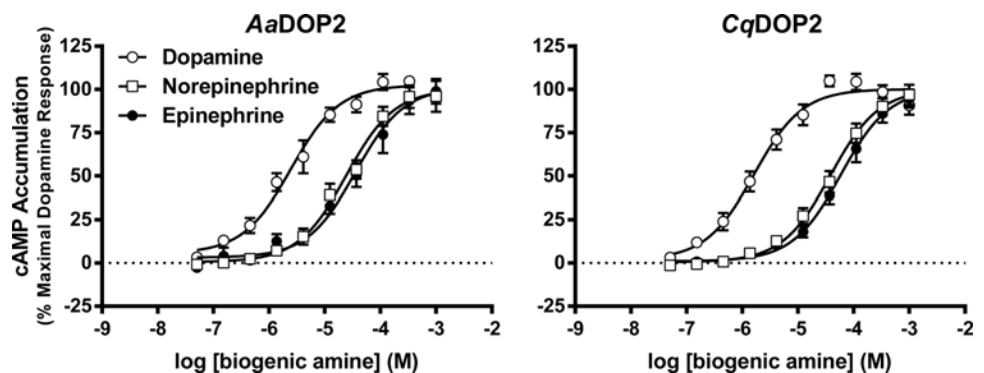 AaDOP2
CqDOP2
cAMP Accumulation
(% Maximal Dopamine Response)
125
100
75
50
25
0
-25
Dopamine
Norepinephrine
Epinephrine
-9 -8 -7 -6 -5 -4 -3 -2
log [biogenic amine] (M)
125
100
75
50
25
0
-25
-9 -8 -7 -6 -5 -4 -3 -2
log [biogenic amine] (M)